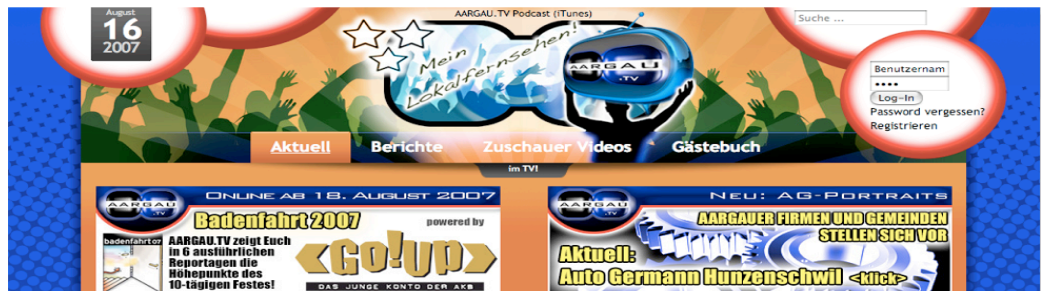 August
16
2007
AARGAU.TV Podcast (iTunes)
Suche ...
Mein
Lokalfernsehen!
AARGAU
.TV
Benutzernam
••••
Log-In
Password vergessen?
Registrieren
Aktuell Berichte Zuschauer Videos Gästebuch
im TV!
AARGAU
.TV
ONLINE AB 18. AUGUST 2007
Badenfahrt 2007
powered by
badenfahrt 07
AARGAU.TV zeigt Euch
in 6 ausführlichen
Reportagen die
Höhepunkte des
10-tägigen Festes!
Go!Up
DAS JUNGE KONTO DER AKB
AARGAU
.TV
NEU: AG-PORTRAITS
AARGAUER FIRMEN UND GEMEINDEN
STELLEN SICH VOR
Aktuell:
Auto Germann Hunzenschwil <klick>